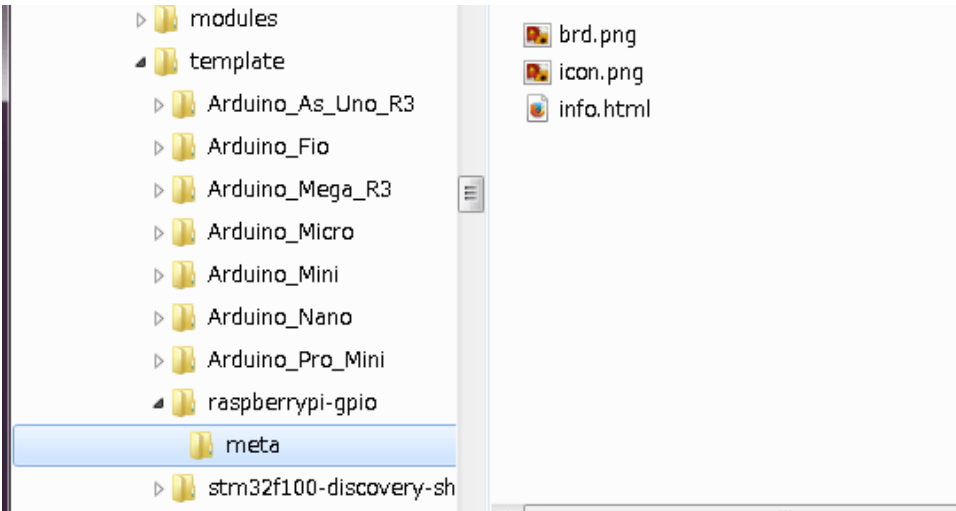 modules
template
Arduino_As_Uno_R3
Arduino_Fio
Arduino_Mega_R3
Arduino_Micro
Arduino_Mini
Arduino_Nano
Arduino_Pro_Mini
raspberrypi-gpio
meta
stm32f100-discovery-sh
brd.png
icon.png
info.html